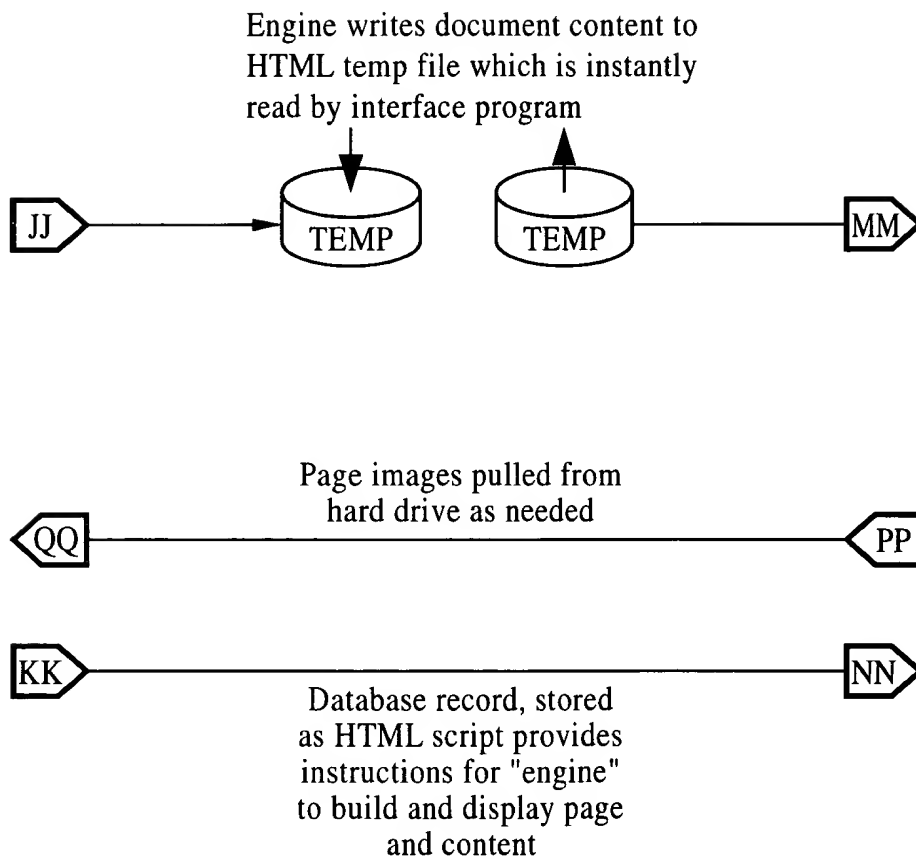 Engine writes document content to
HTML temp file which is instantly
read by interface program
JJ
TEMP
TEMP
MM
Page images pulled from
hard drive as needed
QQ
PP
KK
NN
Database record, stored
as HTML script provides
instructions for "engine"
to build and display page
and content